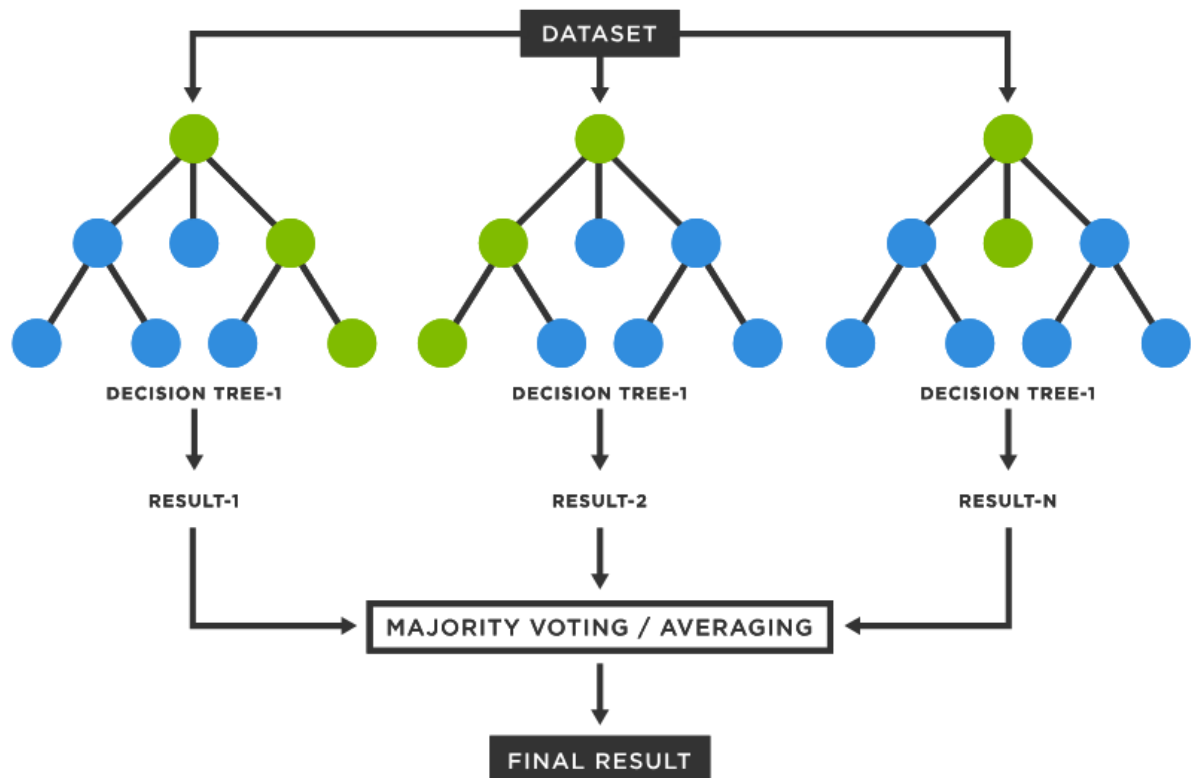 DATASET
DECISION TREE-1
DECISION TREE-1
DECISION TREE-1
RESULT-1
RESULT-2
RESULT-N
MAJORITY VOTING / AVERAGING
FINAL RESULT